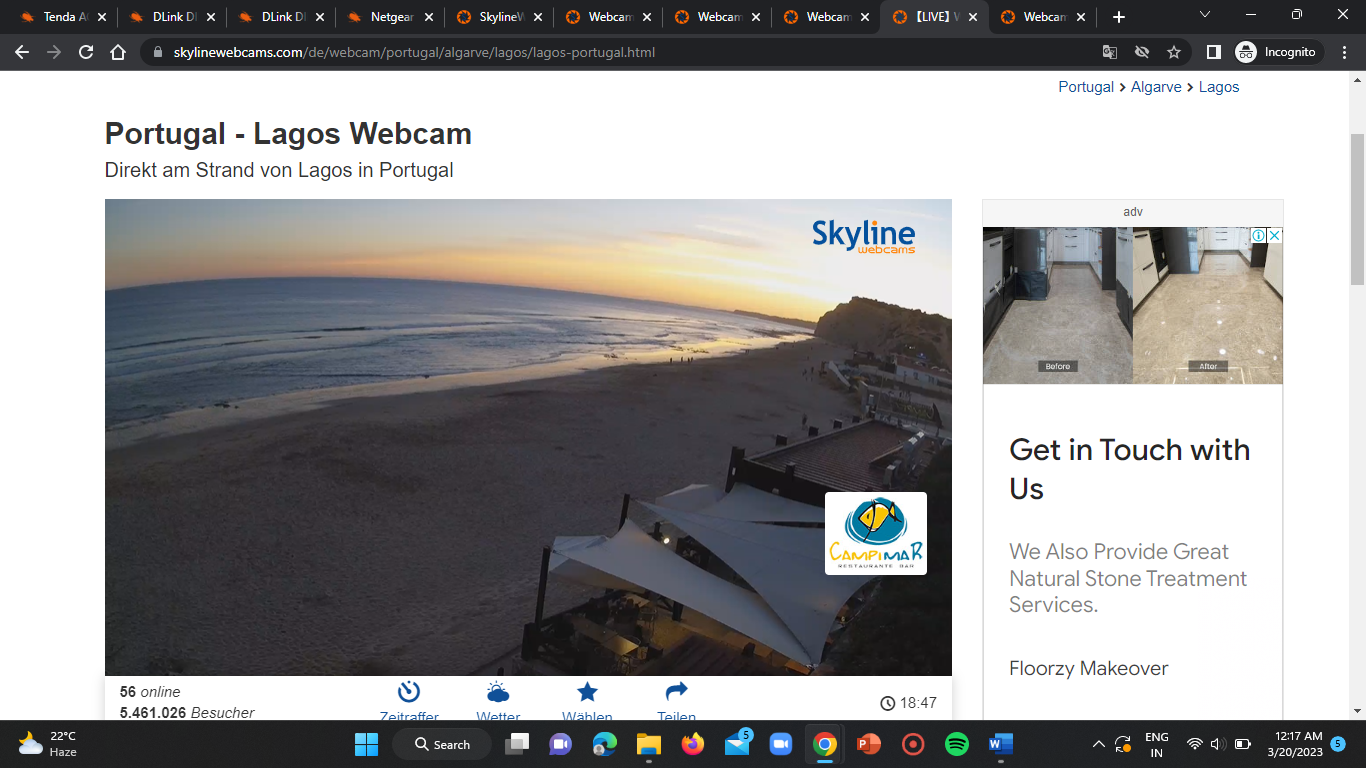 Tenda A
DLink D
DLink D
Netgear
SkylineW
Webcam
Webcam
Webcam
【LIVE】 W
Webcam
skylinewebcams.com/de/webcam/portugal/algarve/lagos/lagos-portugal.html
Incognito
Portugal > Algarve > Lagos
Portugal - Lagos Webcam
Direkt am Strand von Lagos in Portugal
Skyline
webcams
CAMPIMAR
RESTAURANTE BAR
adv
Before
After
Get in Touch with
Us
We Also Provide Great
Natural Stone Treatment
Services.
Floorzy Makeover
56 online
5.461.026 Besucher
Zeitraffer
Wetter
Wählen
Teilen
18:47
22°C
Haze
Search
5
ENG
IN
12:17 AM
3/20/2023
5